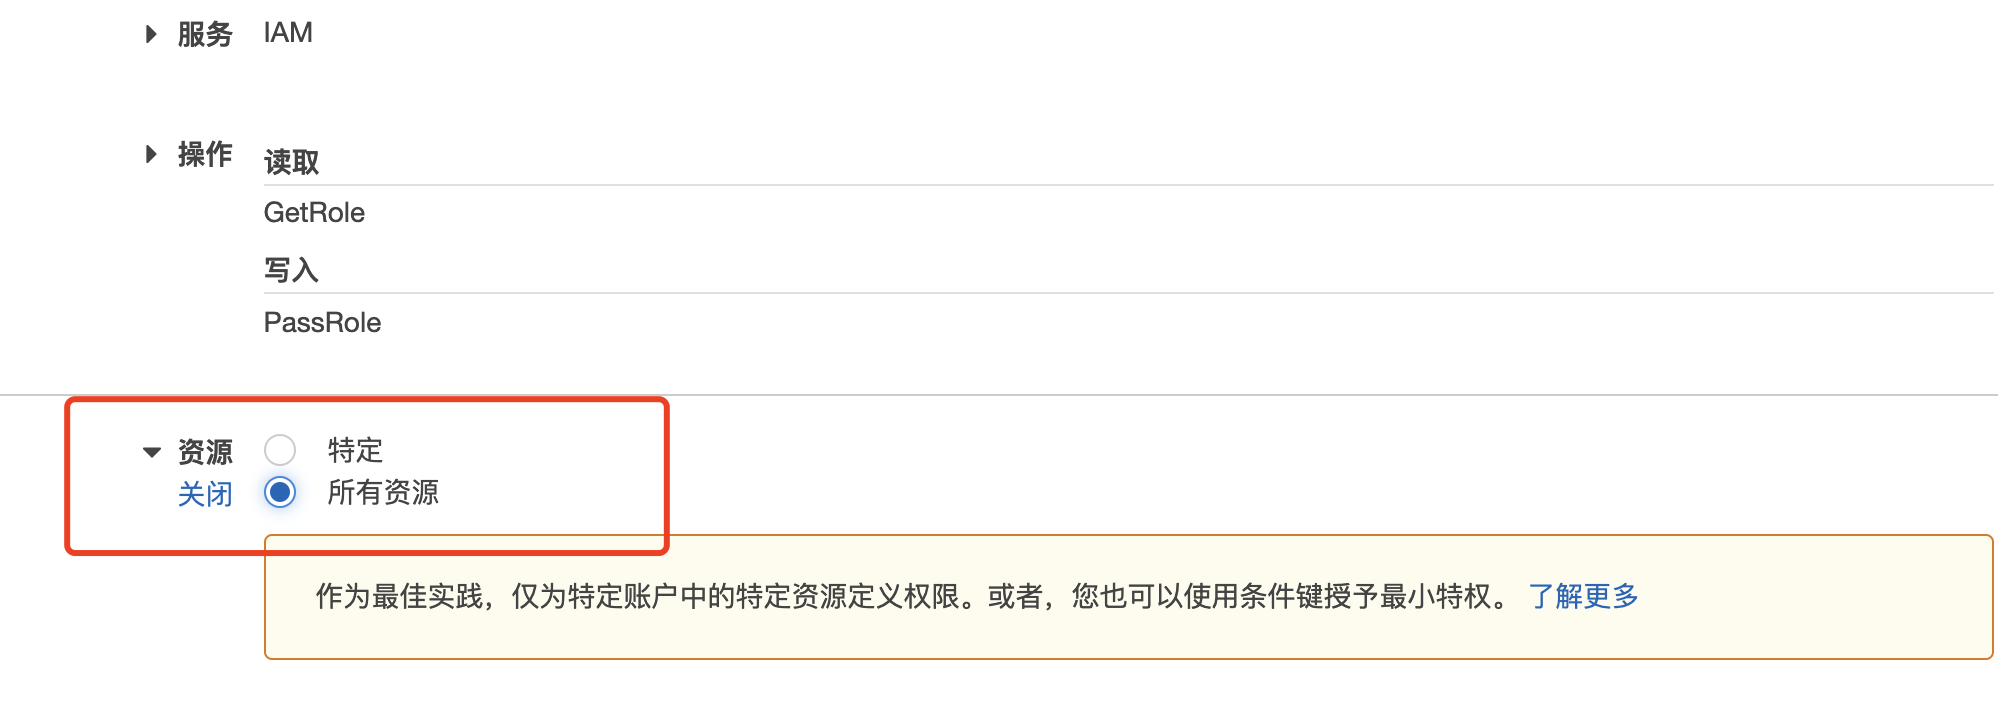 服务 IAM
操作 读取
GetRole
写入
PassRole
资源 特定
关闭 所有资源
作为最佳实践，仅为特定账户中的特定资源定义权限。或者，您也可以使用条件键授予最小特权。 了解更多